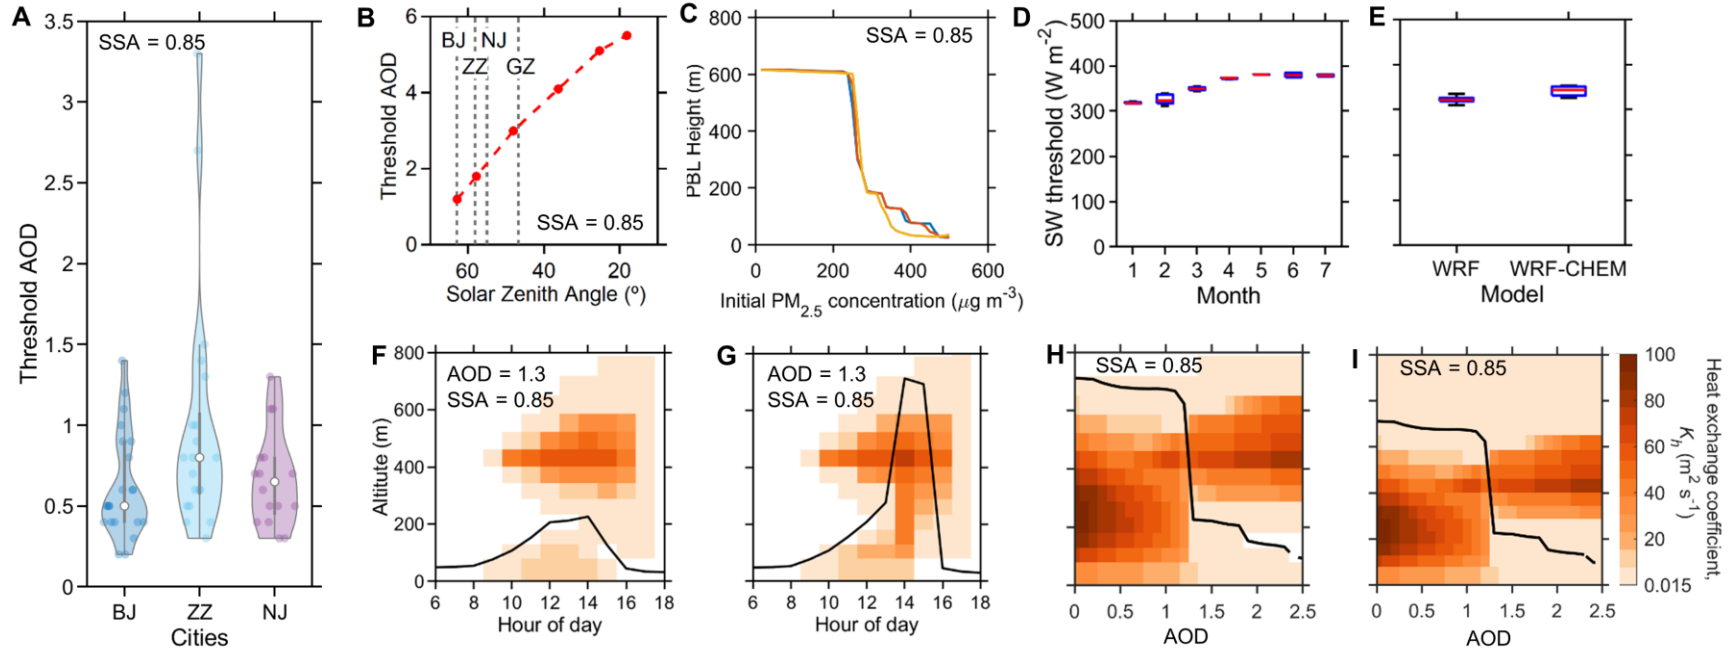 A
3.5
3
2.5
2
1.5
1
0.5
0
Threshold AOD
SSA = 0.85
BJ ZZ NJ
Cities
B
6
4
2
0
Threshold AOD
BJ NJ
ZZ GZ
SSA = 0.85
60 40 20
Solar Zenith Angle (º)
C
800
600
400
200
0
PBL Height (m)
SSA = 0.85
0 200 400 600
Initial PM2.5 concentration (μg m-3)
D
500
400
300
200
100
0
SW threshold (W m-2)
1 2 3 4 5 6 7
Month
E
WRF WRF-CHEM
Model
F
800
600
400
200
0
Altitute (m)
AOD = 1.3
SSA = 0.85
6 8 10 12 14 16 18
Hour of day
G
AOD = 1.3
SSA = 0.85
6 8 10 12 14 16 18
Hour of day
H
SSA = 0.85
0 0.5 1 1.5 2 2.5
AOD
I
SSA = 0.85
0 0.5 1 1.5 2 2.5
AOD
100
80
60
40
20
0.015
Heat exchange coefficient,
Kh (m2 s-1)